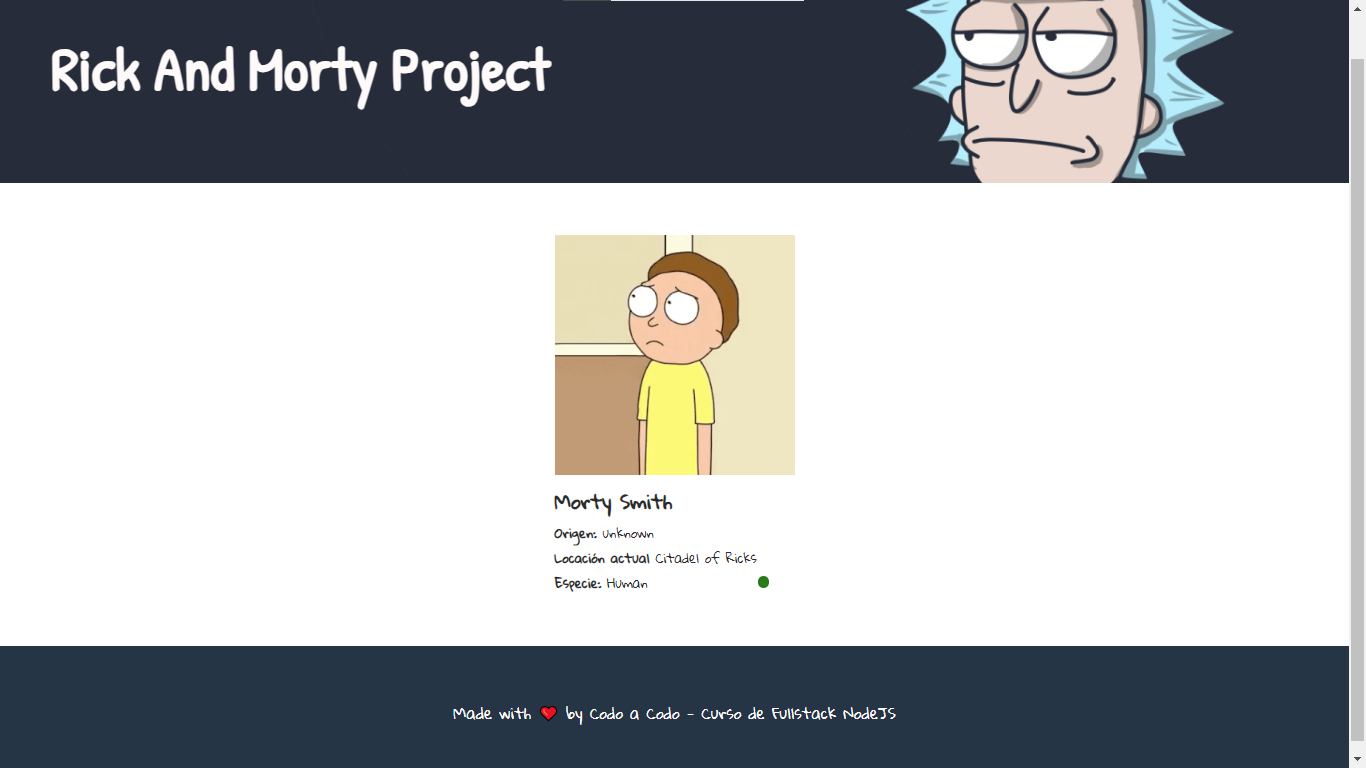 Rick And Morty Project
Morty Smith
Origen: unknown
Locación actual Citadel of Ricks
Especie: Human
Made with ❤ by Codo a Codo - Curso de Fullstack NodeJS